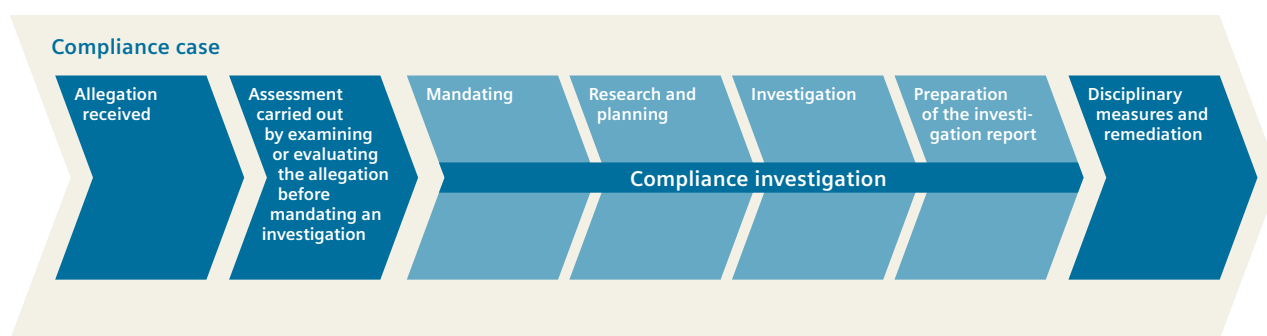 Compliance case
Allegation
received
Assessment
carried out
by examining
or evaluating
the allegation
before
mandating an
investigation
Mandating
Research and
planning
Investigation
Preparation
of the investi-
gation report
Disciplinary
measures and
remediation
Compliance investigation